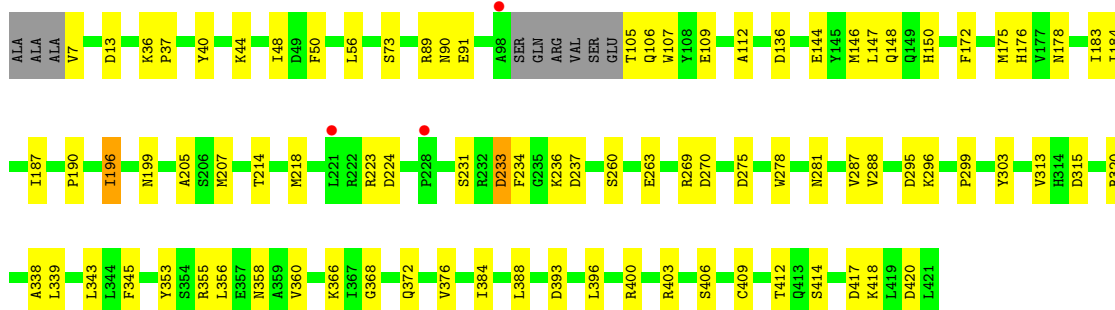 ALA ALA ALA V7 D13 K36 P37 Y40 K44 I48 D49 F50 L56 S73 R89 N90 E91 A98 SER GLN ARG VAL SER GLU T105 Q106 W107 Y108 E109 A112 D136 E144 Y145 M146 L147 Q148 Q149 H150 F172 M175 H176 V177 N178 I183
I187 P190 I196 N199 A205 S206 M207 T214 M218 L221 R222 R223 D224 P228 S231 R232 D233 F234 G235 K236 D237 S260 E263 R269 D270 D275 W278 N281 V287 V288 D295 K296 P299 Y303 V313 H314 D315
A338 L339 L343 L344 F345 Y353 S354 R355 L356 E357 N358 A359 V360 K366 I367 G368 Q372 V376 I384 L388 D393 L396 R400 R403 S406 C409 T412 Q413 S414 D417 K418 L419 D420 L421